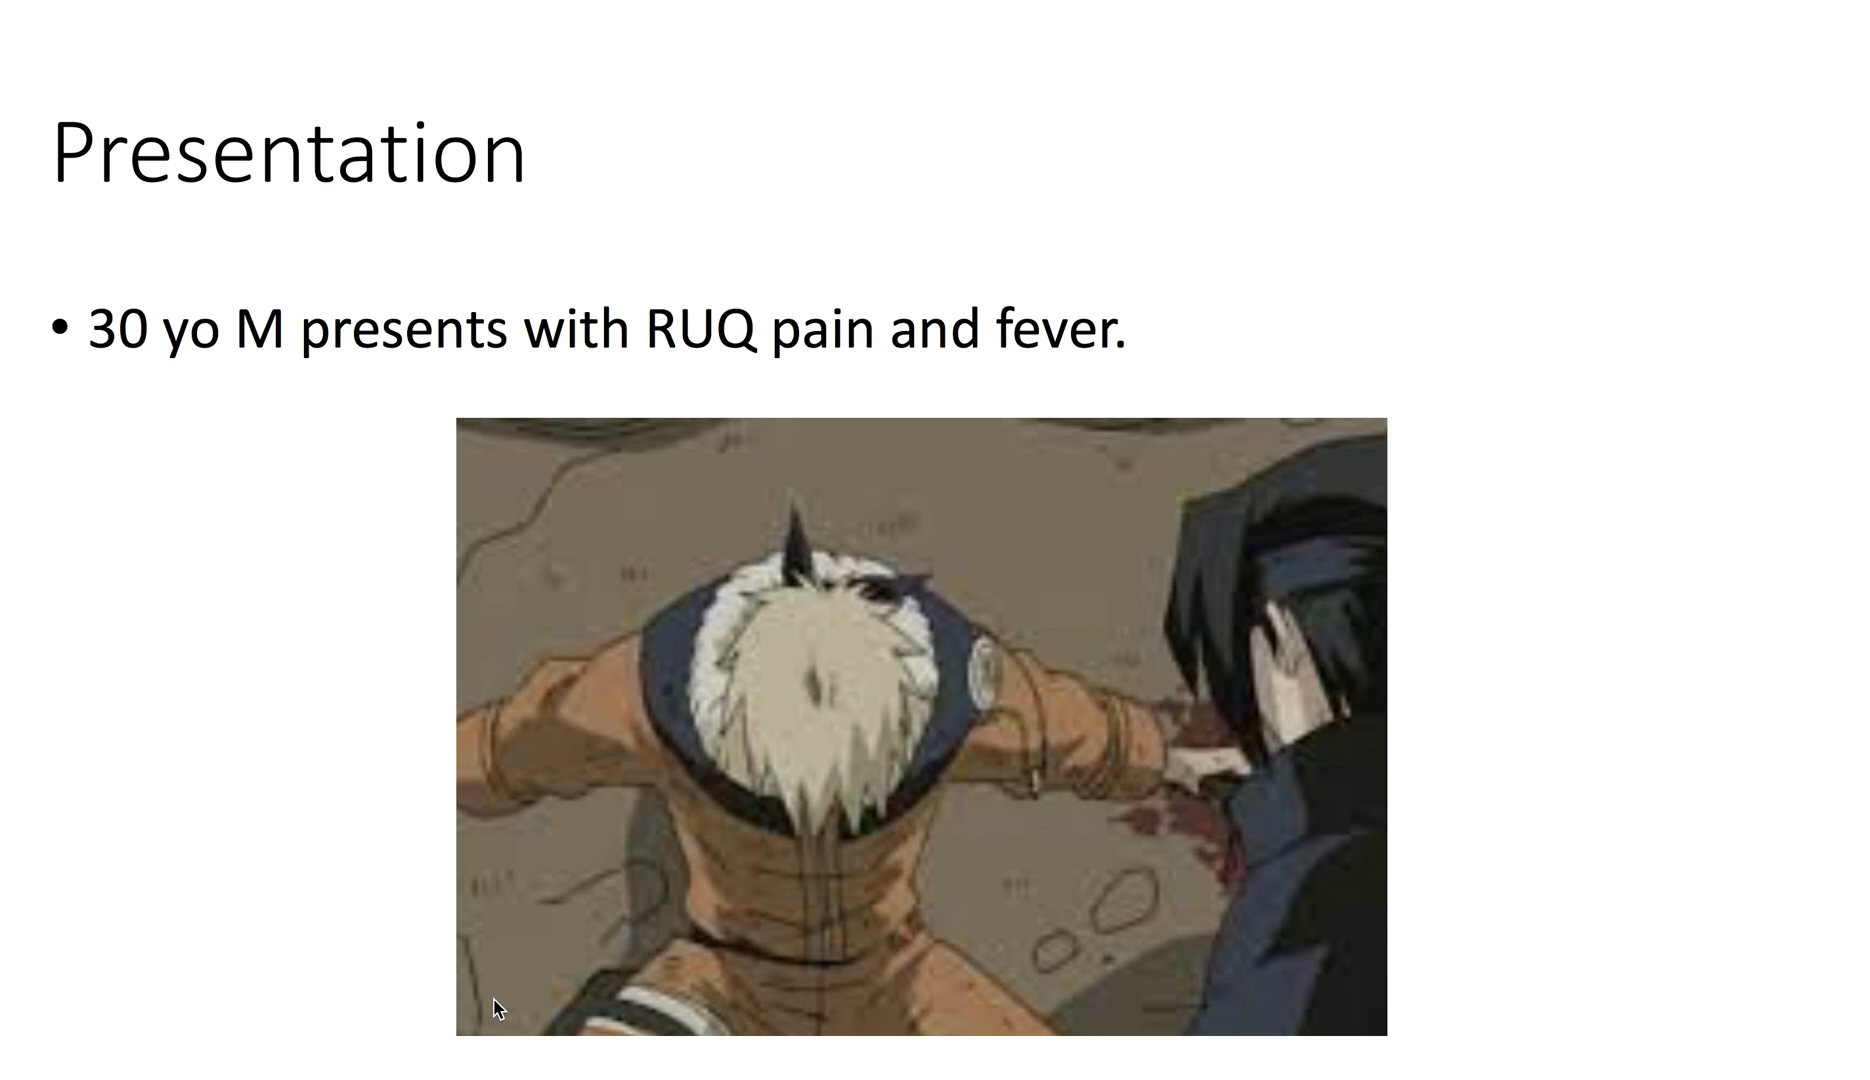 Presentation
• 30 yo M presents with RUQ pain and fever.